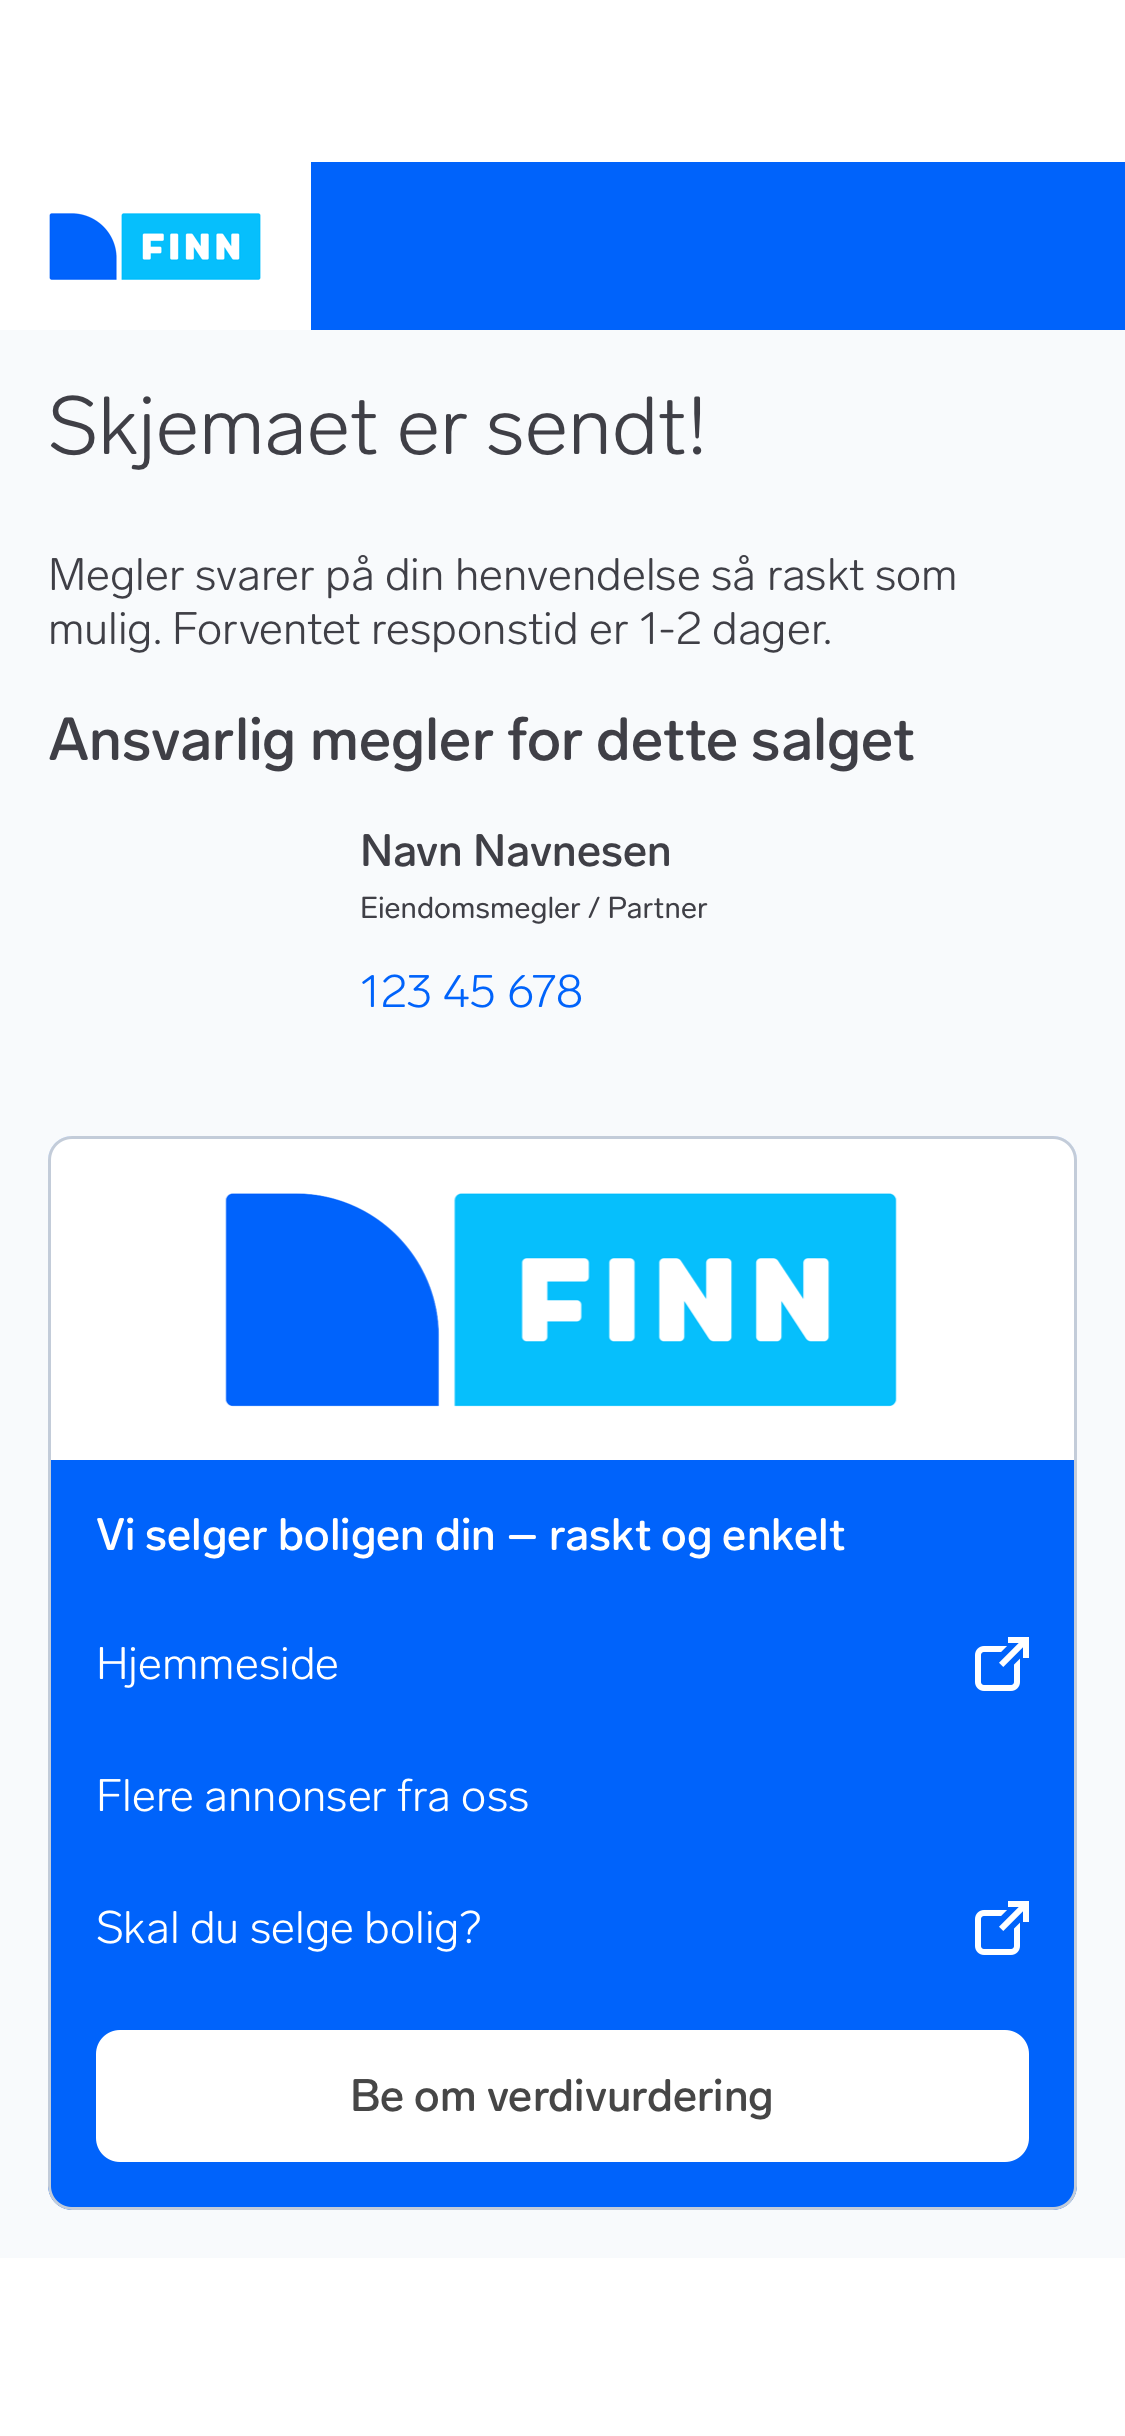 FINN
Skjemaet er sendt!
Megler svarer på din henvendelse så raskt som
mulig. Forventet responstid er 1-2 dager.
Ansvarlig megler for dette salget
Navn Navnesen
Eiendomsmegler / Partner
123 45 678
FINN
Vi selger boligen din – raskt og enkelt
Hjemmeside
Flere annonser fra oss
Skal du selge bolig?
Be om verdivurdering